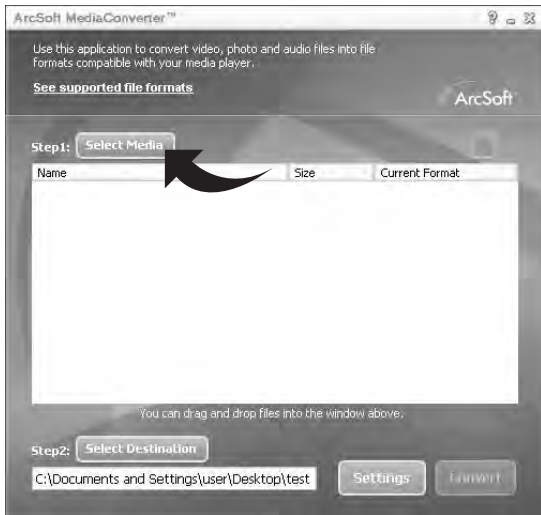 ArcSoft MediaConverter™
Use this application to convert video, photo and audio files into file
formats compatible with your media player.
See supported file formats
ArcSoft
Step1: Select Media
Name Size Current Format
You can drag and drop files into the window above.
Step2: Select Destination
C:\Documents and Settings\user\Desktop\test
Settings Convert